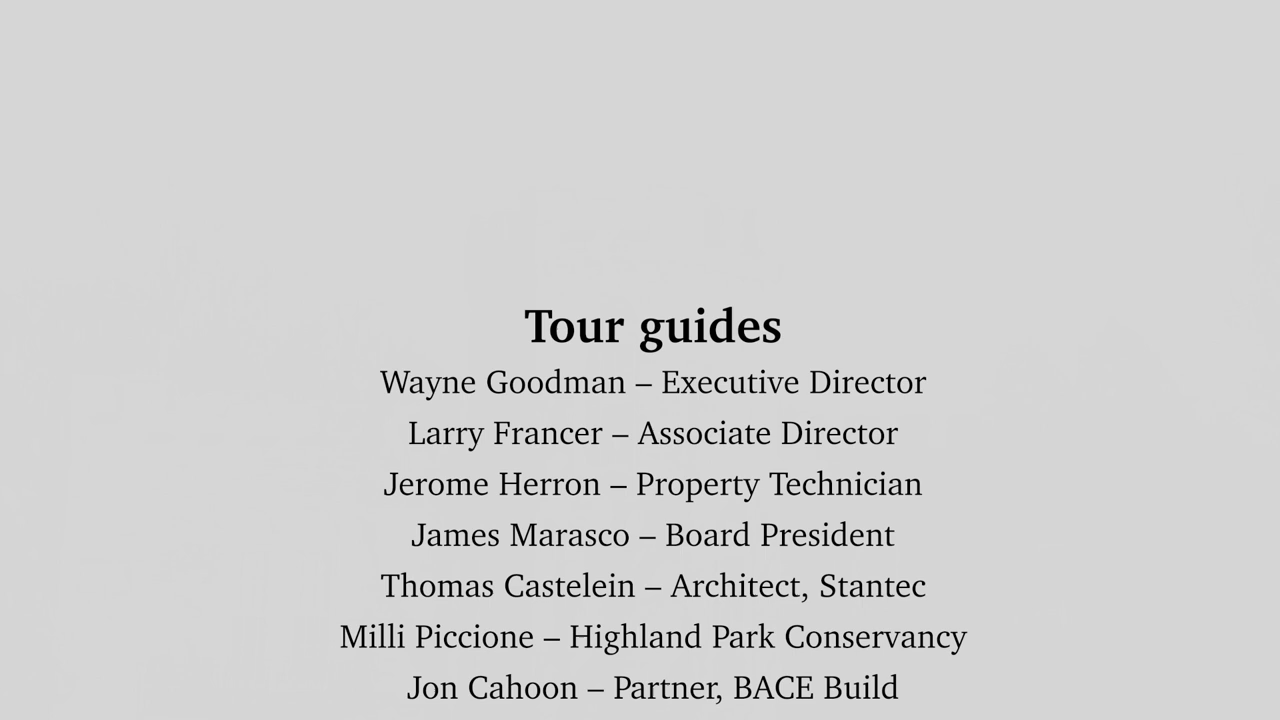 Tour guides
Wayne Goodman – Executive Director
Larry Francer – Associate Director
Jerome Herron – Property Technician
James Marasco – Board President
Thomas Castelein – Architect, Stantec
Milli Piccione – Highland Park Conservancy
Jon Cahoon – Partner, BACE Build